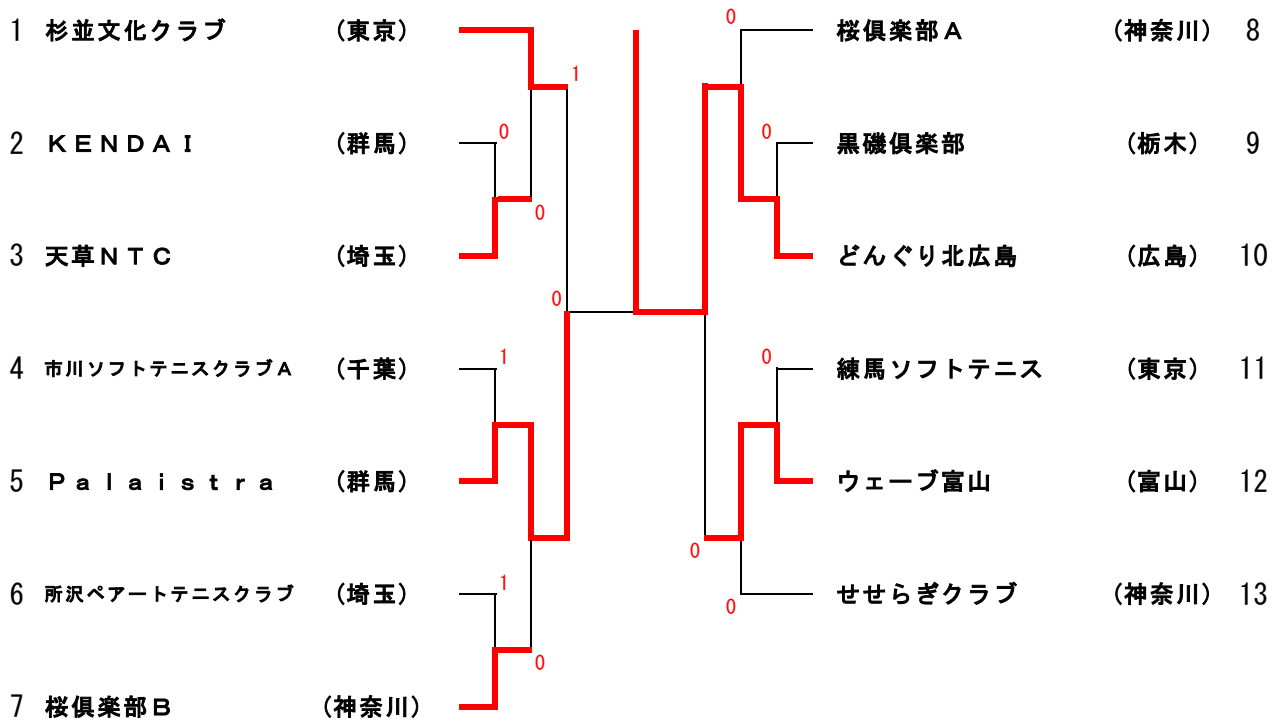 1 杉並文化クラブ (東京)
2 ＫＥＮＤＡＩ (群馬)
3 天草ＮＴＣ (埼玉)
4 市川ソフトテニスクラブＡ (千葉)
5 Ｐａｌａｉｓｔｒａ (群馬)
6 所沢ペアートテニスクラブ (埼玉)
7 桜倶楽部Ｂ (神奈川)
1
0
0
0
1
1
0
0
0
0
0
0
桜倶楽部Ａ (神奈川) 8
黒磯倶楽部 (栃木) 9
どんぐり北広島 (広島) 10
練馬ソフトテニス (東京) 11
ウェーブ富山 (富山) 12
せせらぎクラブ (神奈川) 13